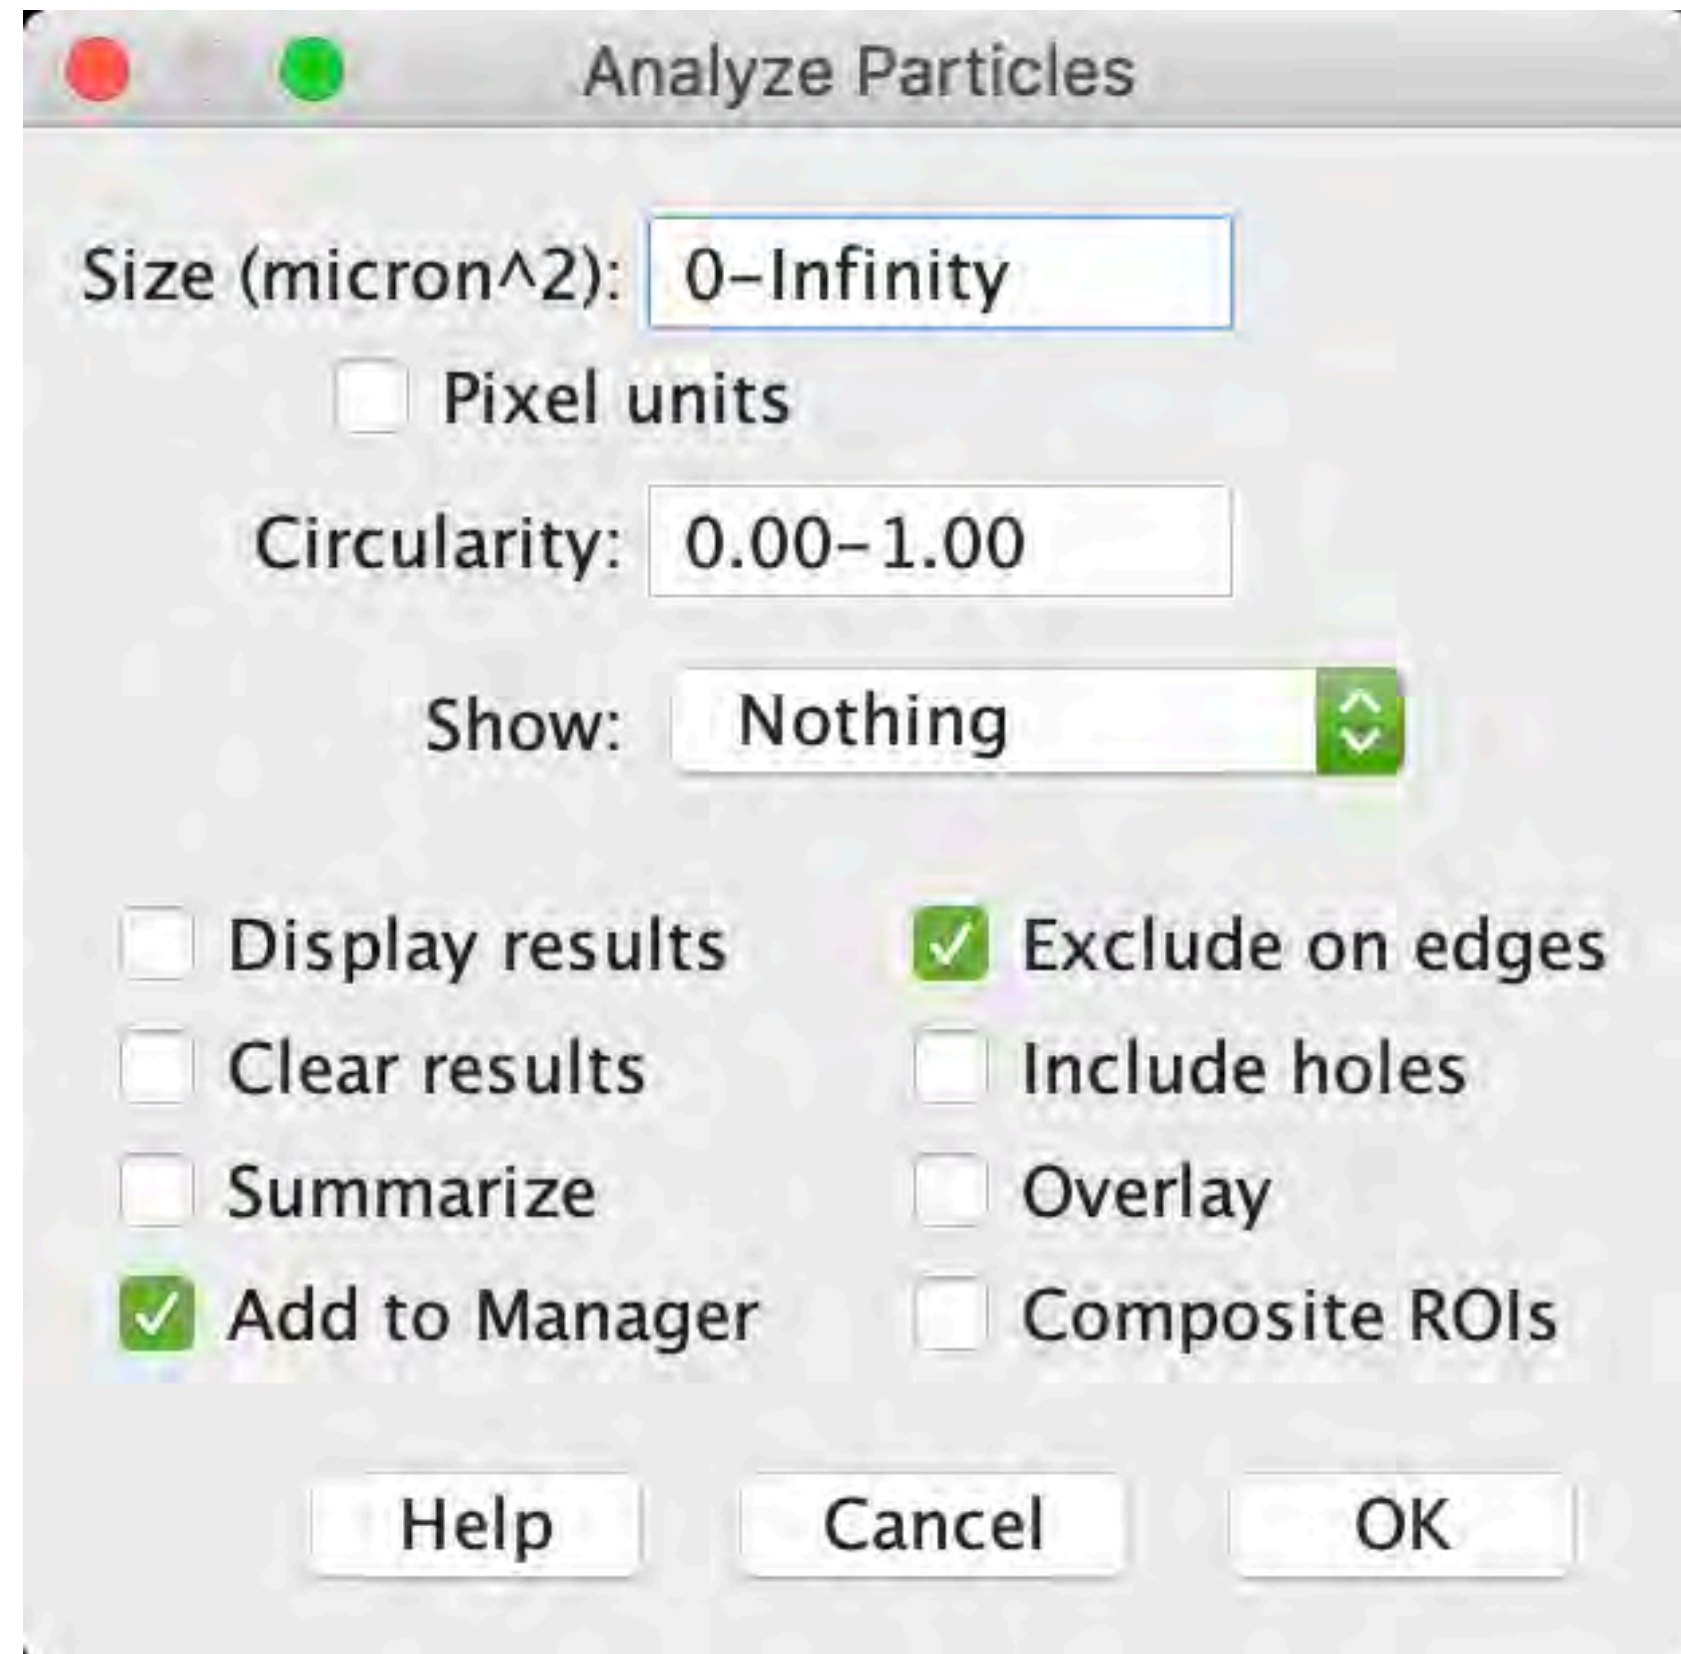 Analyze Particles
Size (micron^2): 0-Infinity
Pixel units
Circularity: 0.00-1.00
Show: Nothing
Display results Exclude on edges
Clear results Include holes
Summarize Overlay
Add to Manager Composite ROIs
Help Cancel OK